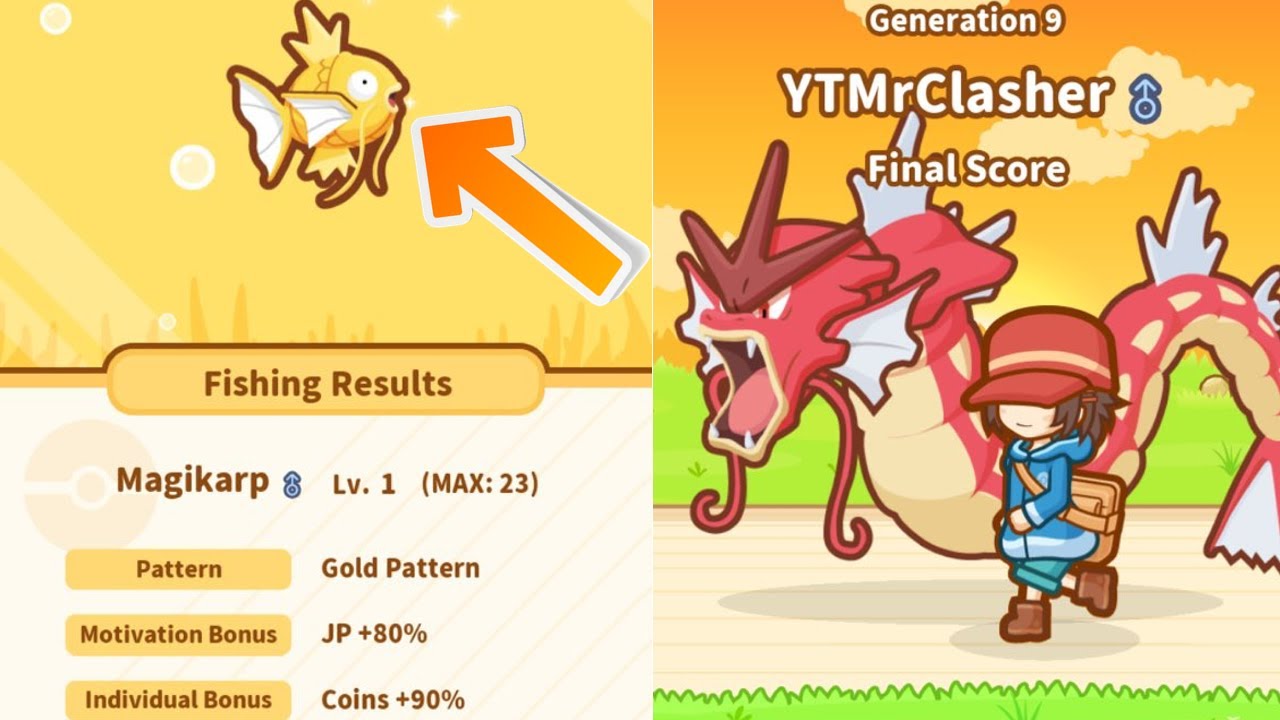 Fishing Results
Magikarp ♂ Lv. 1 (MAX: 23)
Pattern Gold Pattern
Motivation Bonus JP +80%
Individual Bonus Coins +90%
Generation 9
YTMrClasher ♂
Final Score